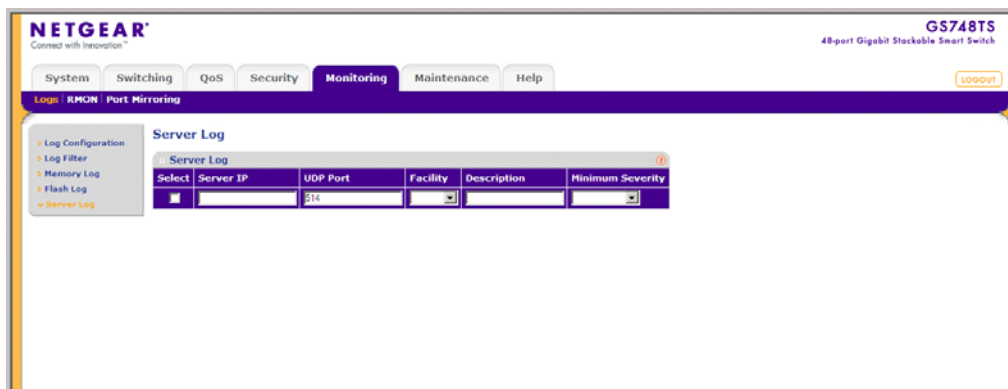 NETGEAR®
Connect with Innovation™
GS748TS
48-port Gigabit Stackable Smart Switch
System Switching QoS Security Monitoring Maintenance Help
LOGOUT
Logs RMON Port Mirroring
Log Configuration
Log Filter
Memory Log
Flash Log
Server Log
Server Log
Server Log ?
Select Server IP UDP Port Facility Description Minimum Severity
514